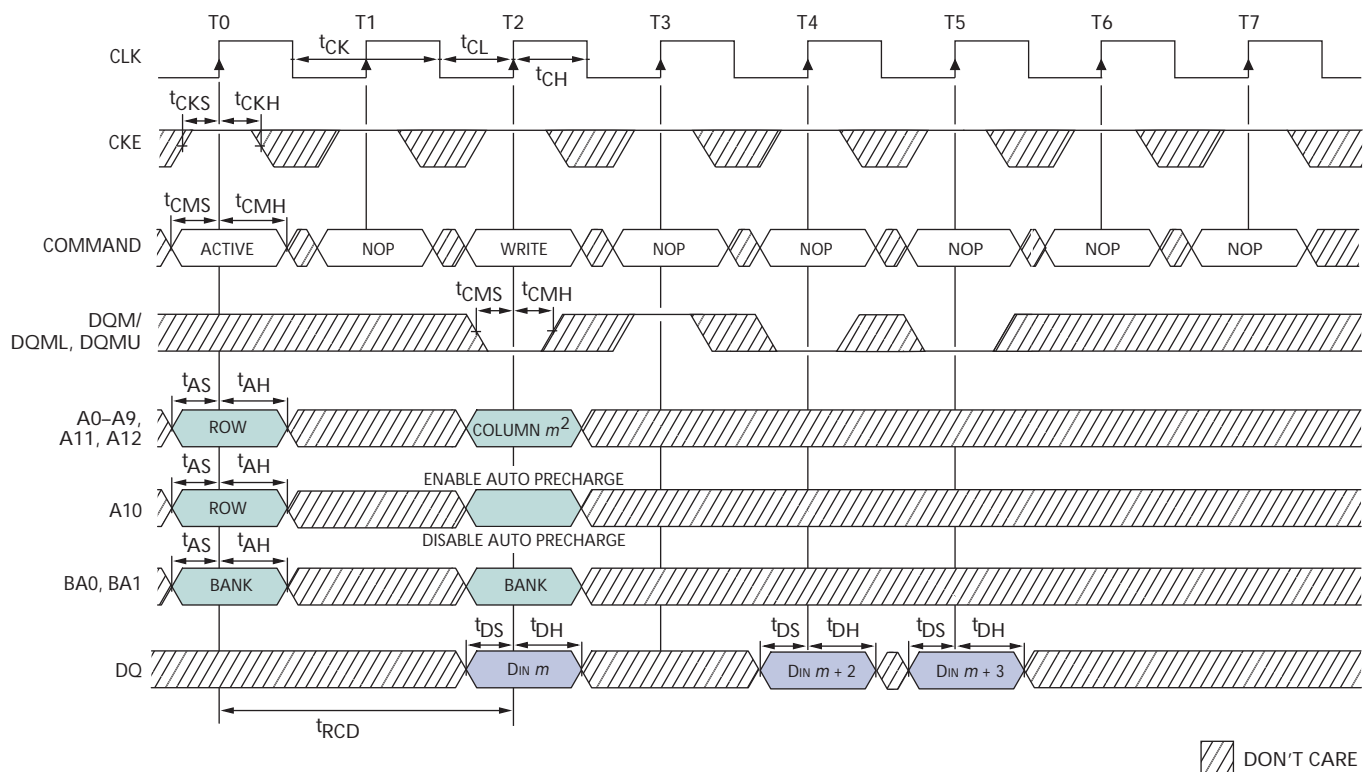 T0 T1 T2 T3 T4 T5 T6 T7
CLK
tCK tCL
tCH
tCKS tCKH
CKE
tCMS tCMH
COMMAND ACTIVE NOP WRITE NOP NOP NOP NOP NOP
tCMS tCMH
DQM/
DQML, DQMU
tAS tAH
A0–A9,
A11, A12
ROW COLUMN m2
tAS tAH
ENABLE AUTO PRECHARGE
A10 ROW
DISABLE AUTO PRECHARGE
tAS tAH
BA0, BA1 BANK BANK
tDS tDH tDS tDH tDS tDH
DQ DIN m DIN m + 2 DIN m + 3
tRCD
DON'T CARE